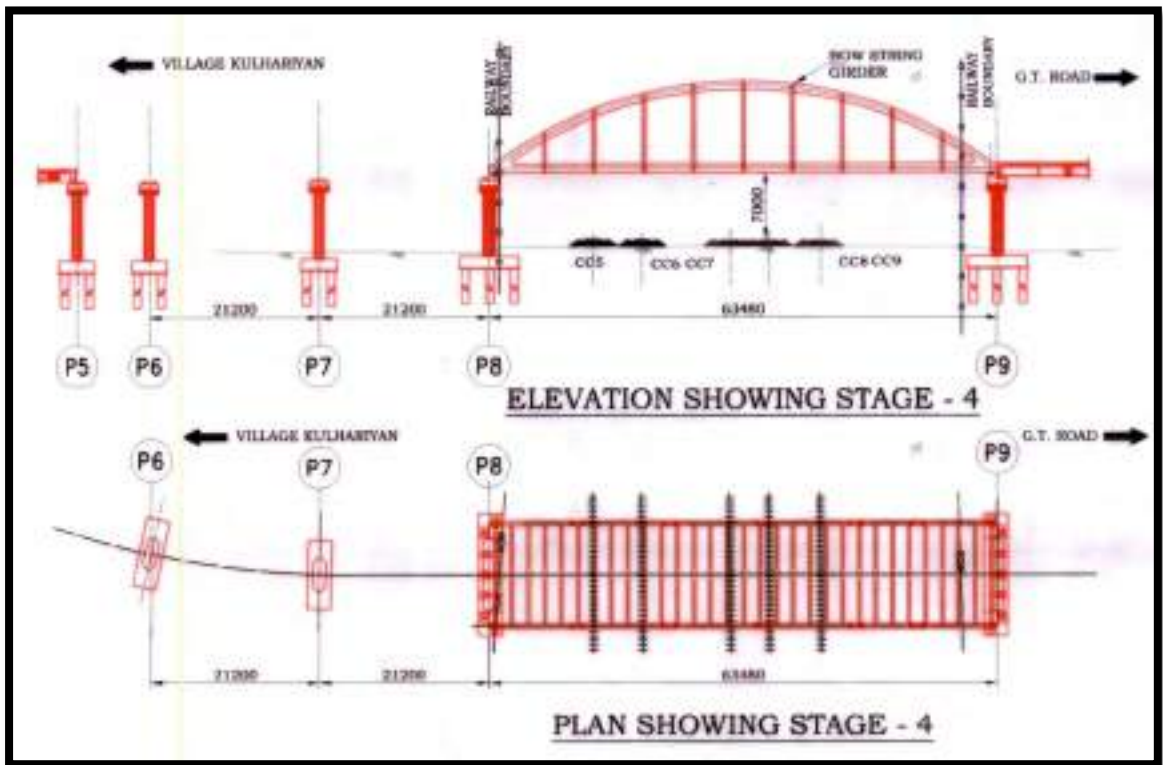 VILLAGE KULHARIYAN
RAILWAY
BOUNDARY
BOW STRING
GIRDER
RAILWAY
BOUNDARY
G.T. ROAD
7000
CC5
CC6 CC7
CC8 CC9
21200
21200
63480
P5
P6
P7
P8
P9
ELEVATION SHOWING STAGE - 4
VILLAGE KULHARIYAN
G.T. ROAD
P6
P7
P8
P9
21200
21200
63480
PLAN SHOWING STAGE - 4